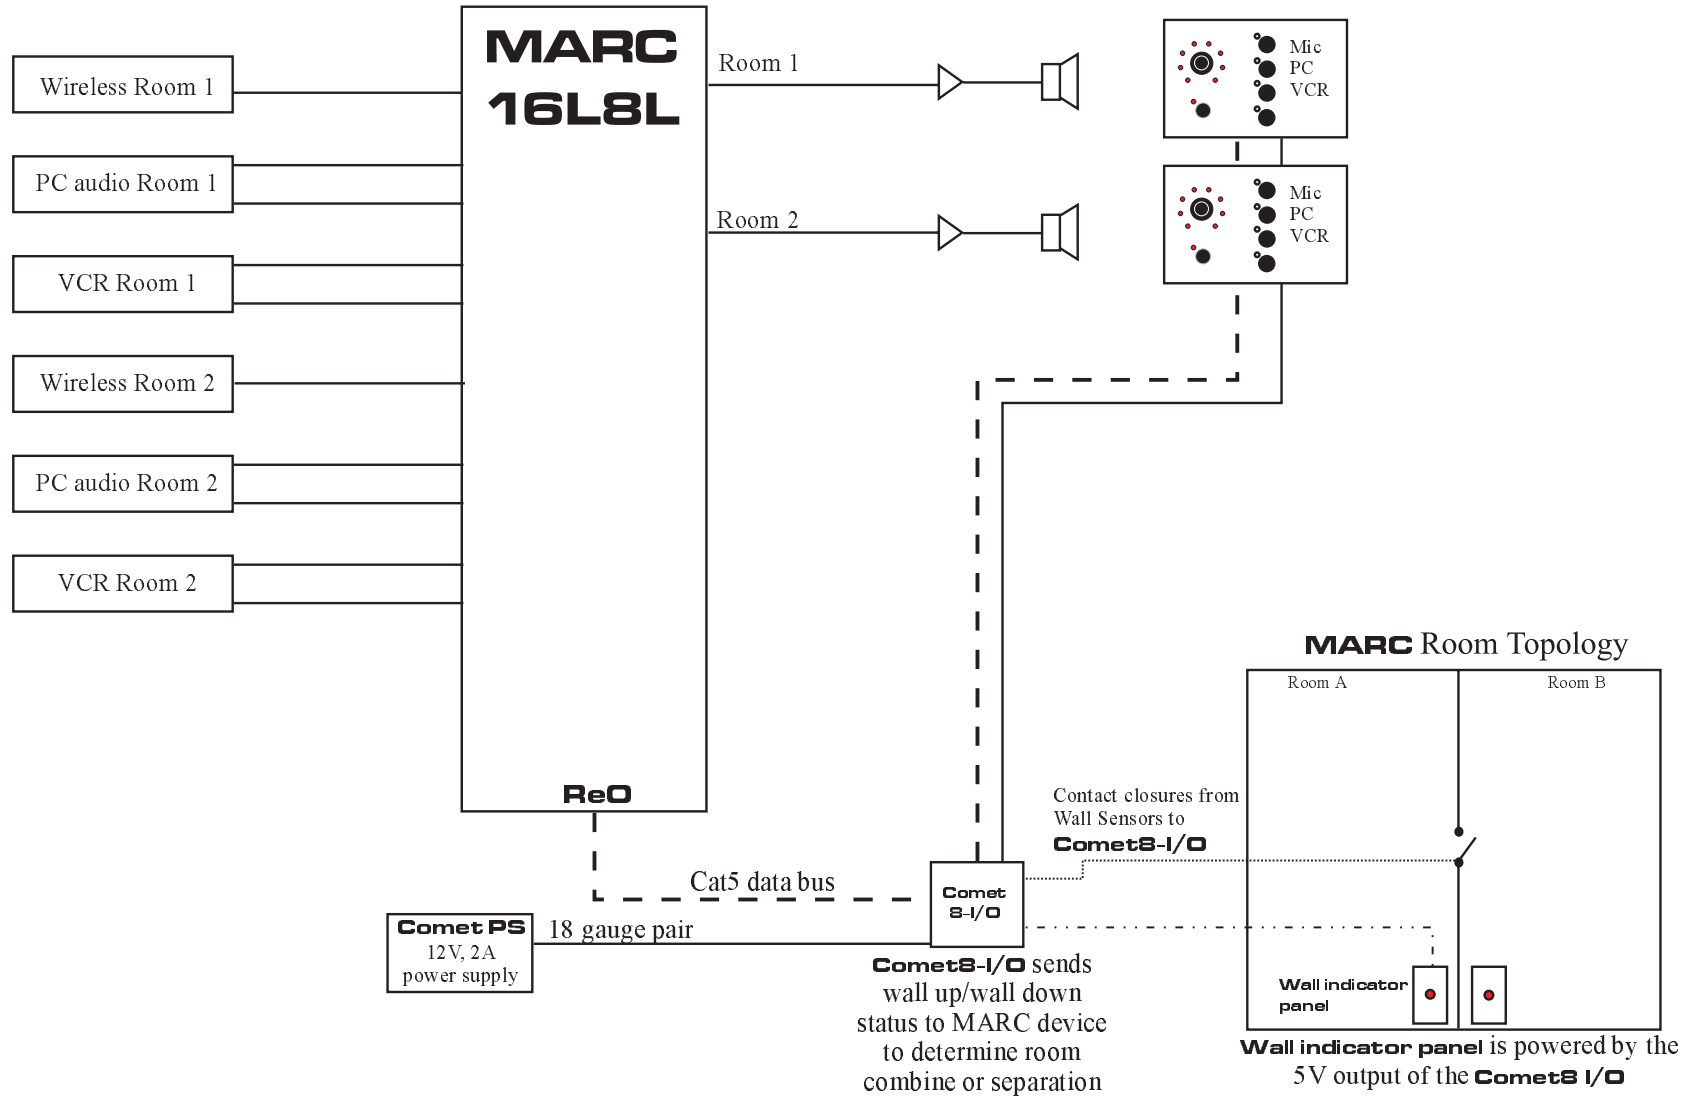 MARC
16L8L
Wireless Room 1
PC audio Room 1
VCR Room 1
Wireless Room 2
PC audio Room 2
VCR Room 2
Room 1
Room 2
Mic
PC
VCR
Mic
PC
VCR
ReO
Cat5 data bus
Comet PS
12V, 2A
power supply
18 gauge pair
Comet
8-I/O
Comet8-I/O sends
wall up/wall down
status to MARC device
to determine room
combine or separation
Contact closures from
Wall Sensors to
Comet8-I/O
MARC Room Topology
Room A
Room B
Wall indicator
panel
Wall indicator panel is powered by the
5V output of the Comet8 I/O